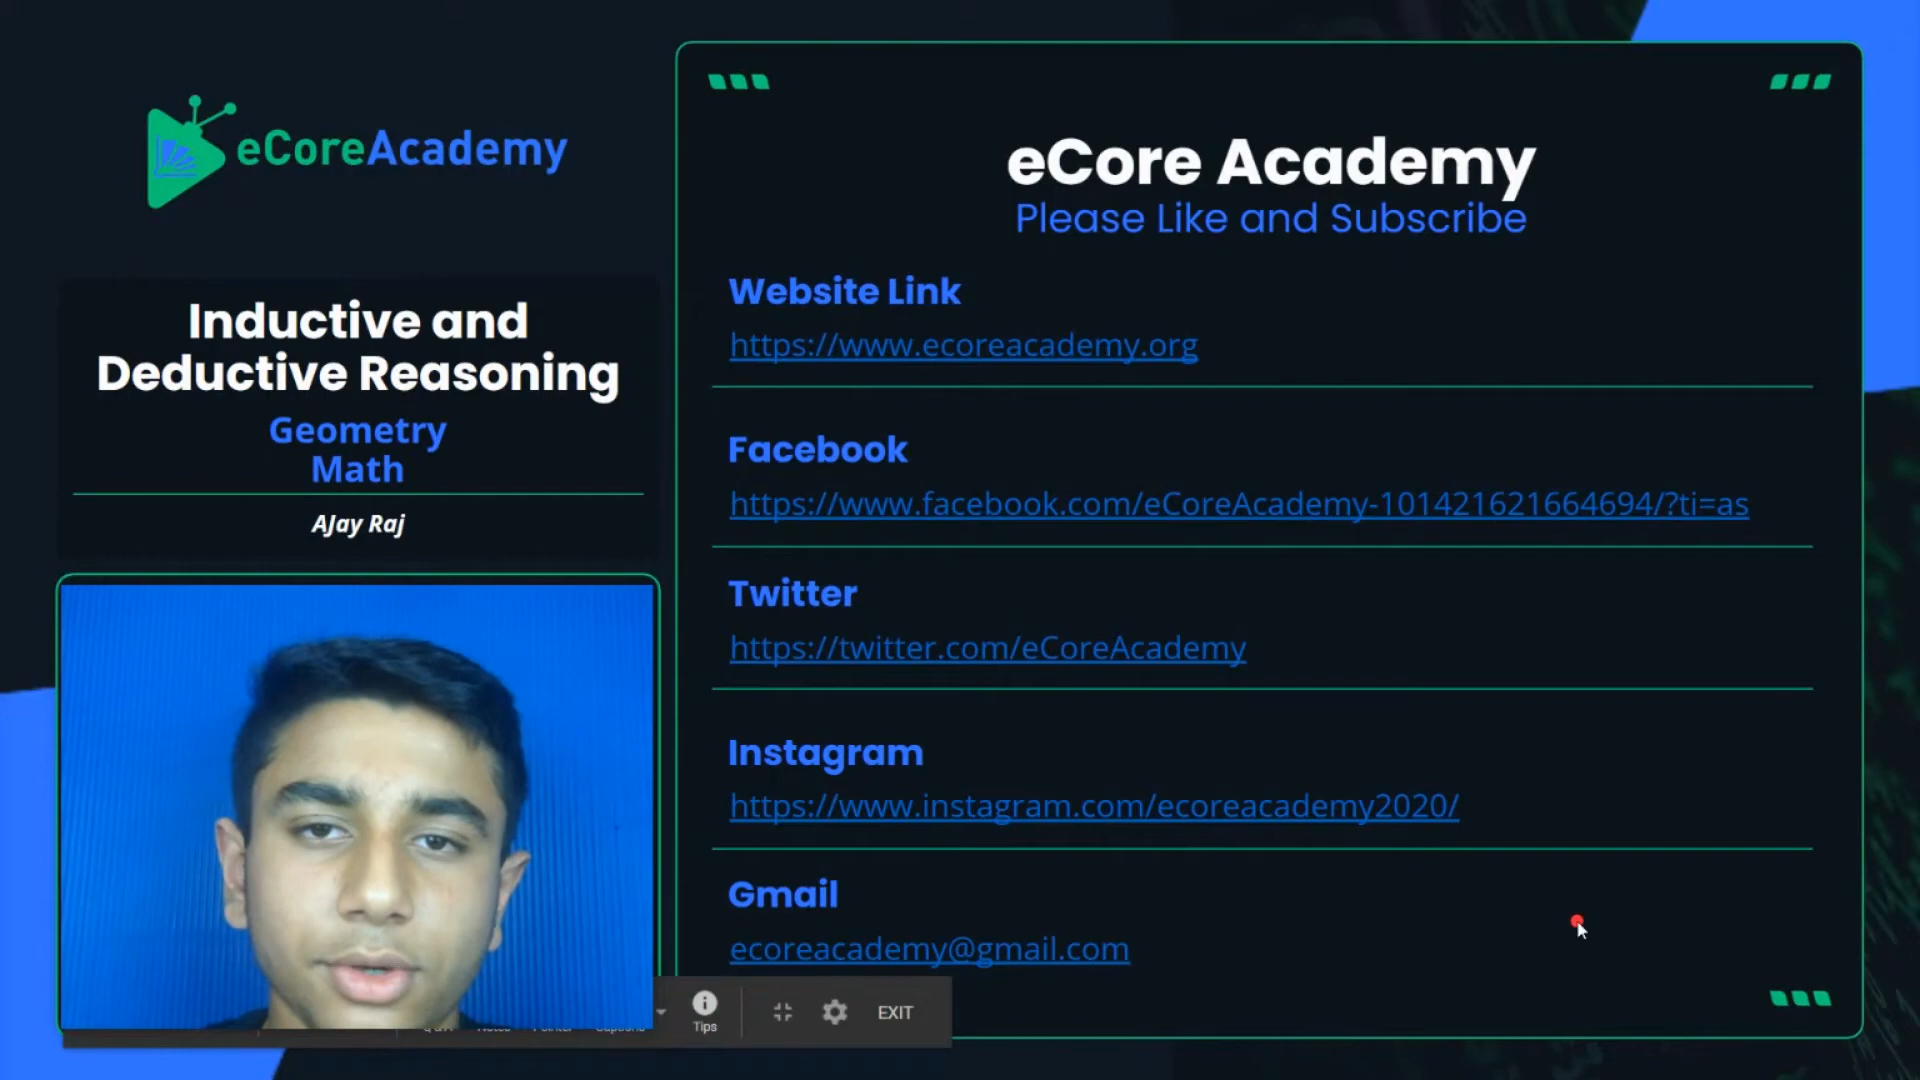 eCoreAcademy
Inductive and
Deductive Reasoning
Geometry
Math
AJay Raj
eCore Academy
Please Like and Subscribe
Website Link
https://www.ecoreacademy.org
Facebook
https://www.facebook.com/eCoreAcademy-101421621664694/?ti=as
Twitter
https://twitter.com/eCoreAcademy
Instagram
https://www.instagram.com/ecoreacademy2020/
Gmail
ecoreacademy@gmail.com
Tips
EXIT